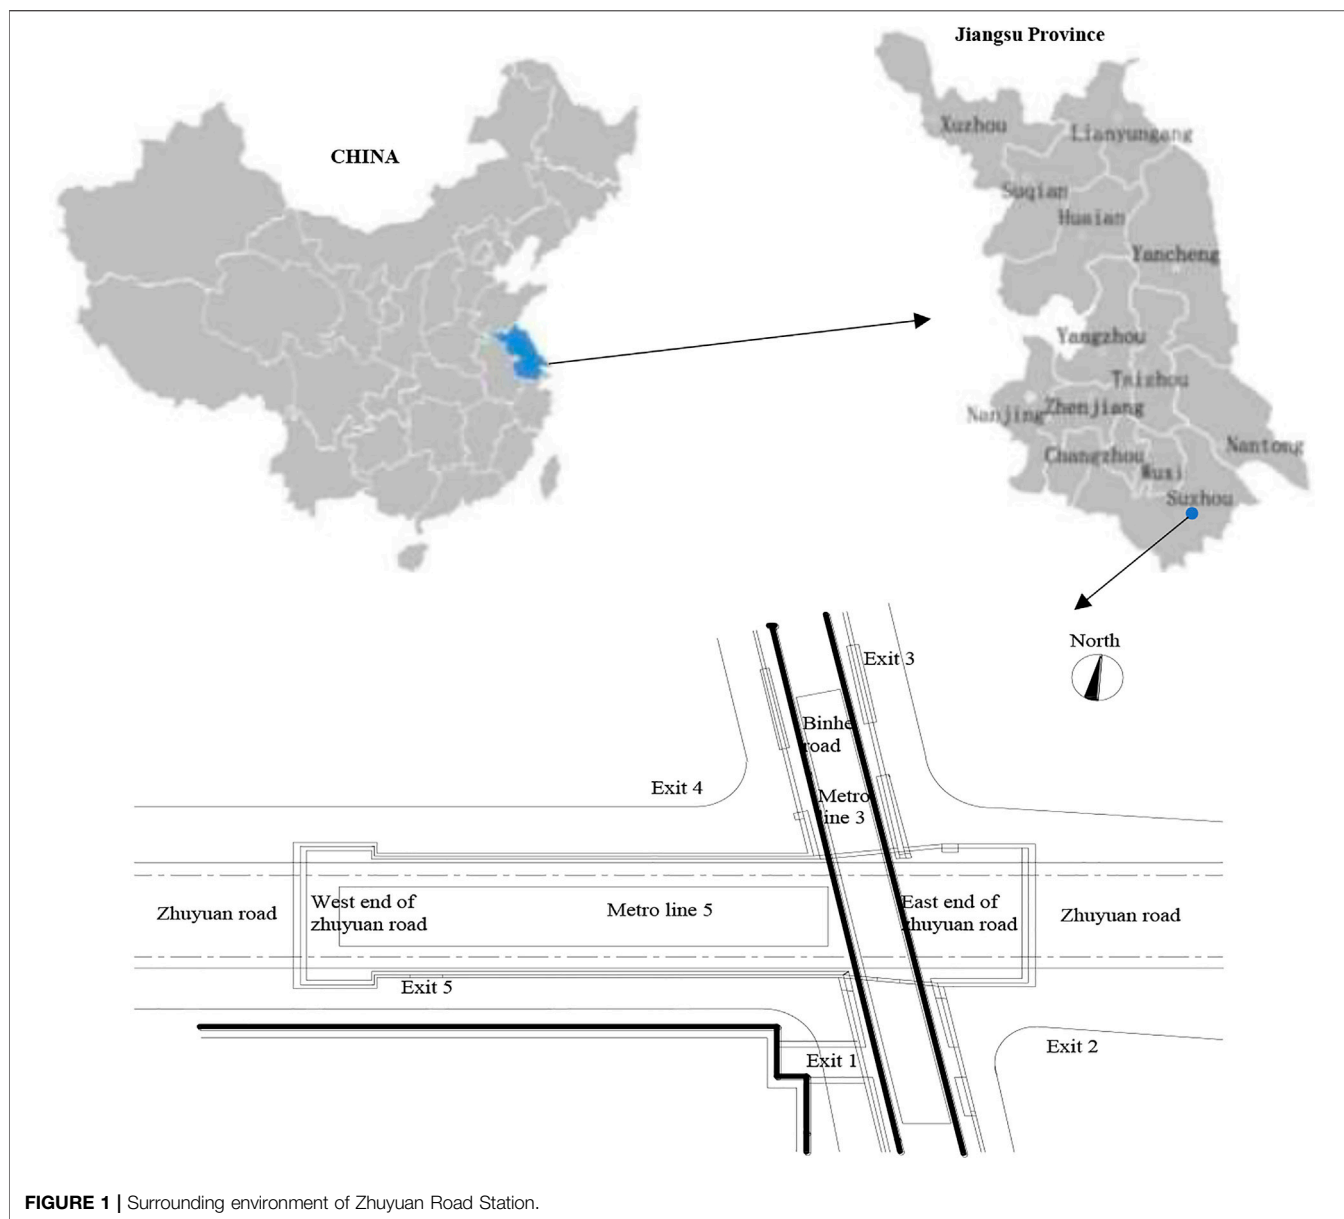 Jiangsu Province
CHINA
Xuzhou
Lianyungang
Suqian
Huaian
Yancheng
Yangzhou
Taizhou
Nanjing
Zhenjiang
Nantong
Changzhou
Wuxi
Suzhou
North
Exit 3
Binhe
road
Exit 4
Metro
line 3
Zhuyuan road
West end of
zhuyuan road
Metro line 5
East end of
zhuyuan road
Zhuyuan road
Exit 5
Exit 1
Exit 2
FIGURE 1 | Surrounding environment of Zhuyuan Road Station.